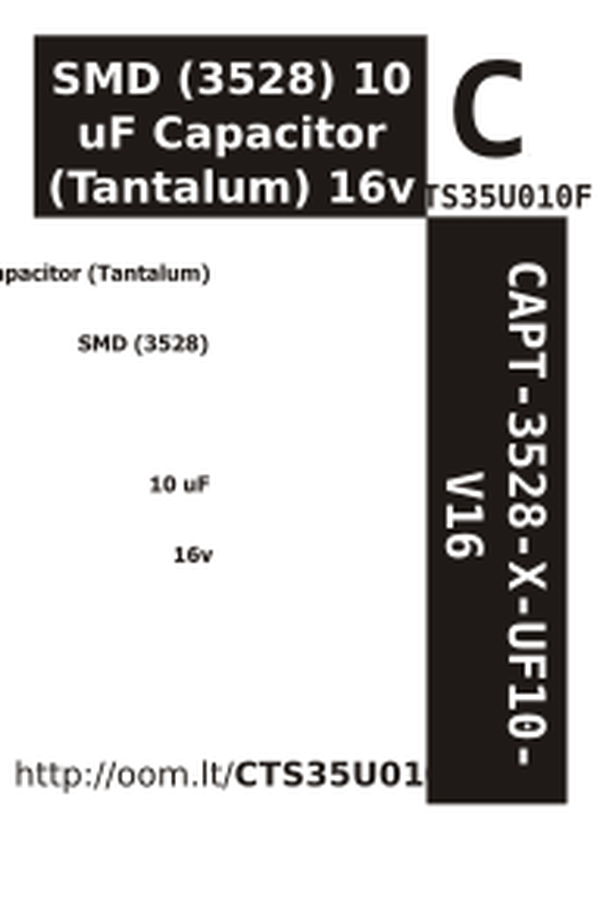 SMD (3528) 10
uF Capacitor
(Tantalum) 16v
C
TS35U010F
apacitor (Tantalum)
SMD (3528)
10 uF
16v
CAPT-3528-X-UF10-
V16
http://oom.lt/CTS35U01